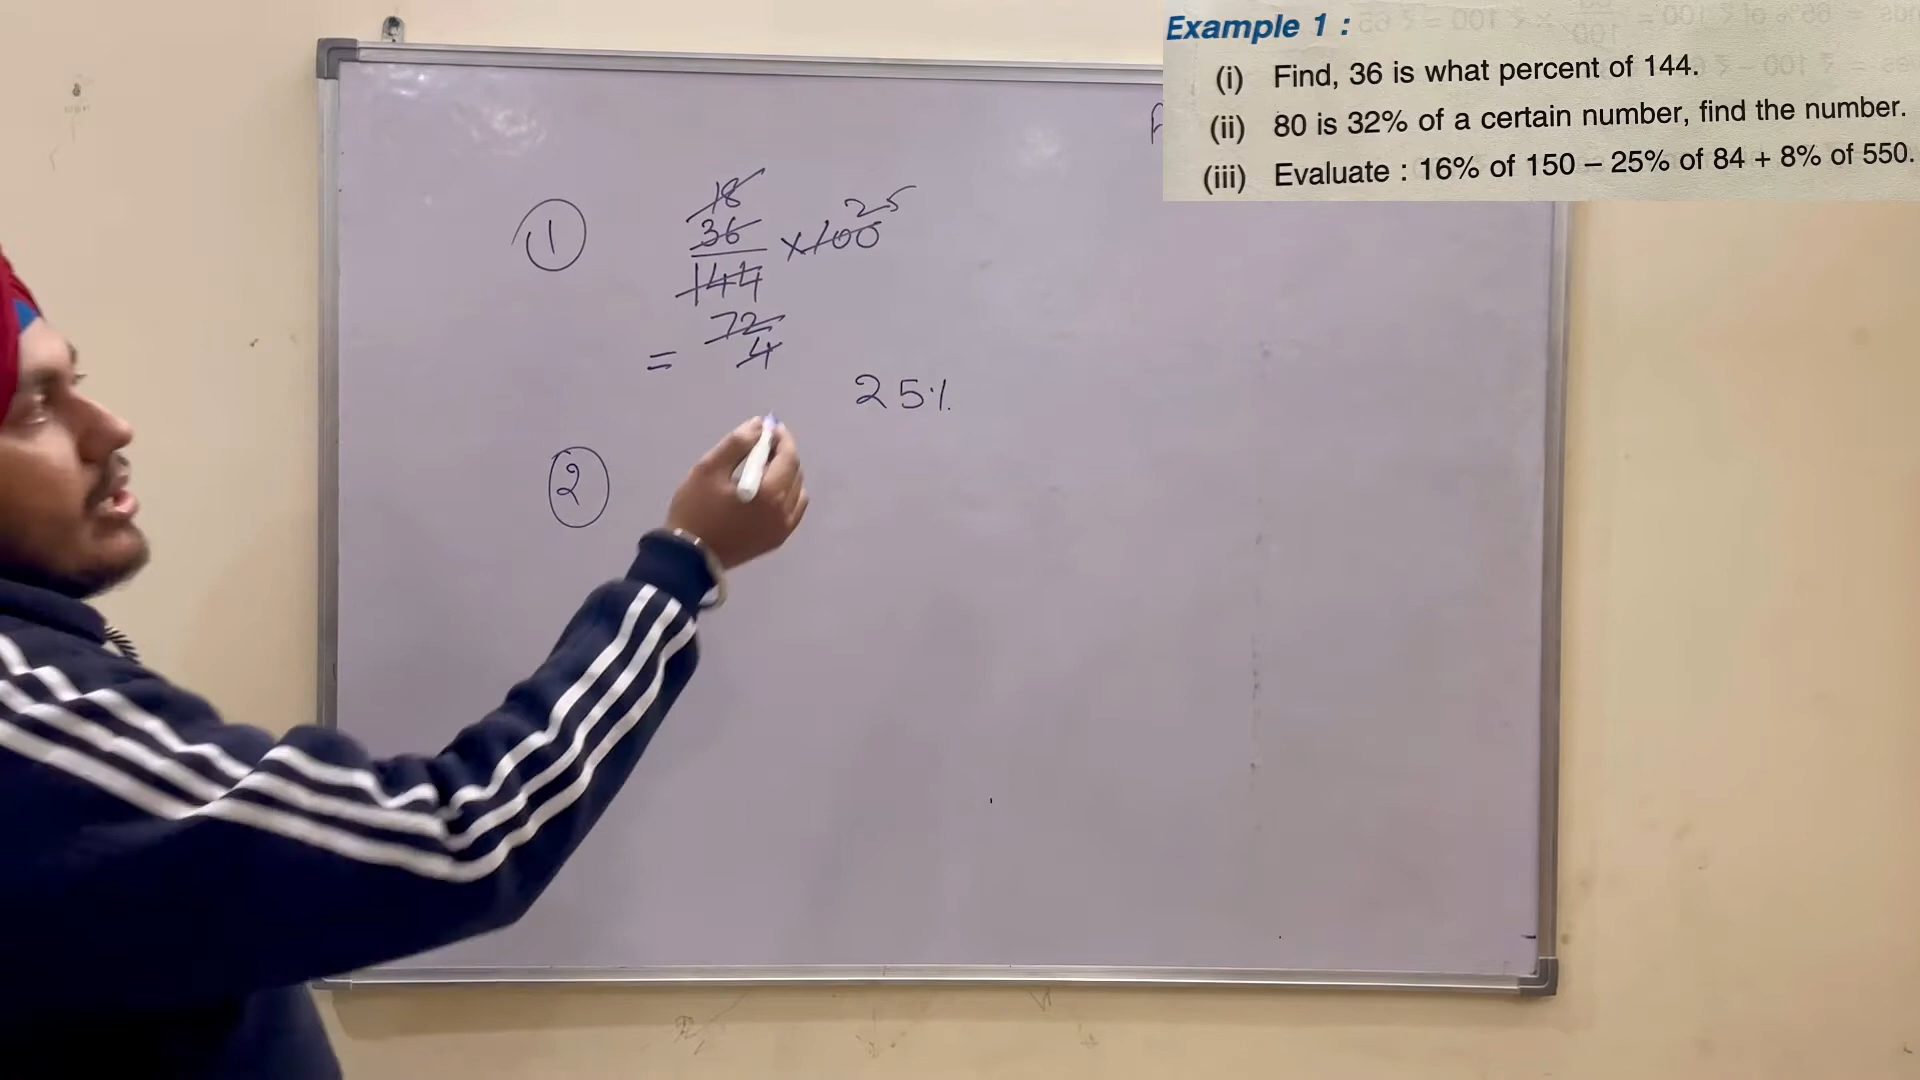 Example 1 :
(i) Find, 36 is what percent of 144.
(ii) 80 is 32% of a certain number, find the number.
(iii) Evaluate : 16% of 150 – 25% of 84 + 8% of 550.
1
18
36 × 100 25
144
72
= 4
25%
2